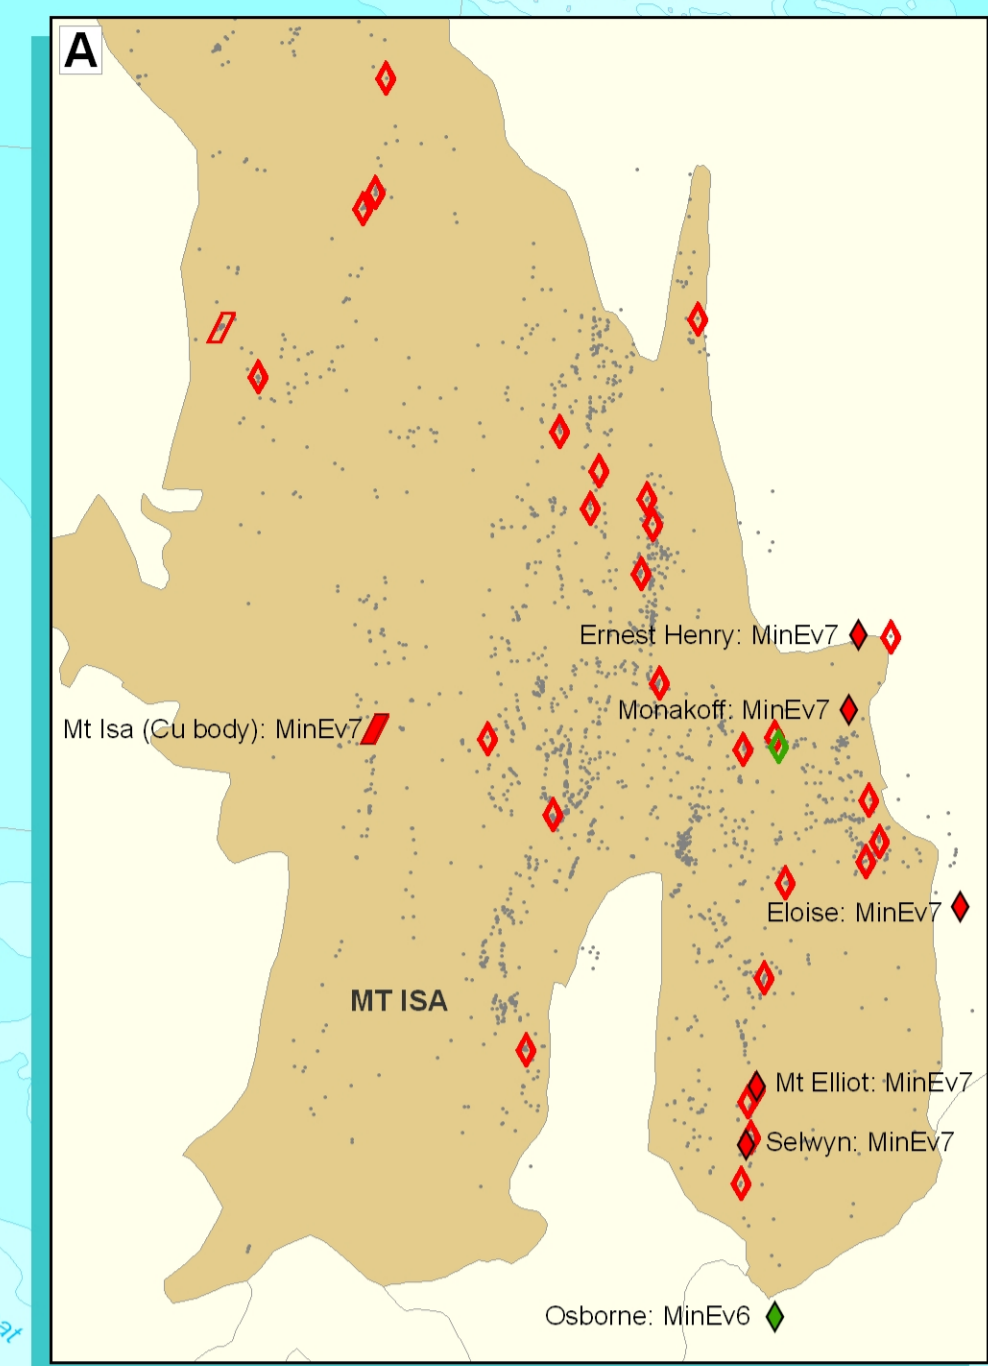 A
Ernest Henry: MinEv7
Monakoff: MinEv7
Mt Isa (Cu body): MinEv7
Eloise: MinEv7
MT ISA
Mt Elliot: MinEv7
Selwyn: MinEv7
Osborne: MinEv6
at